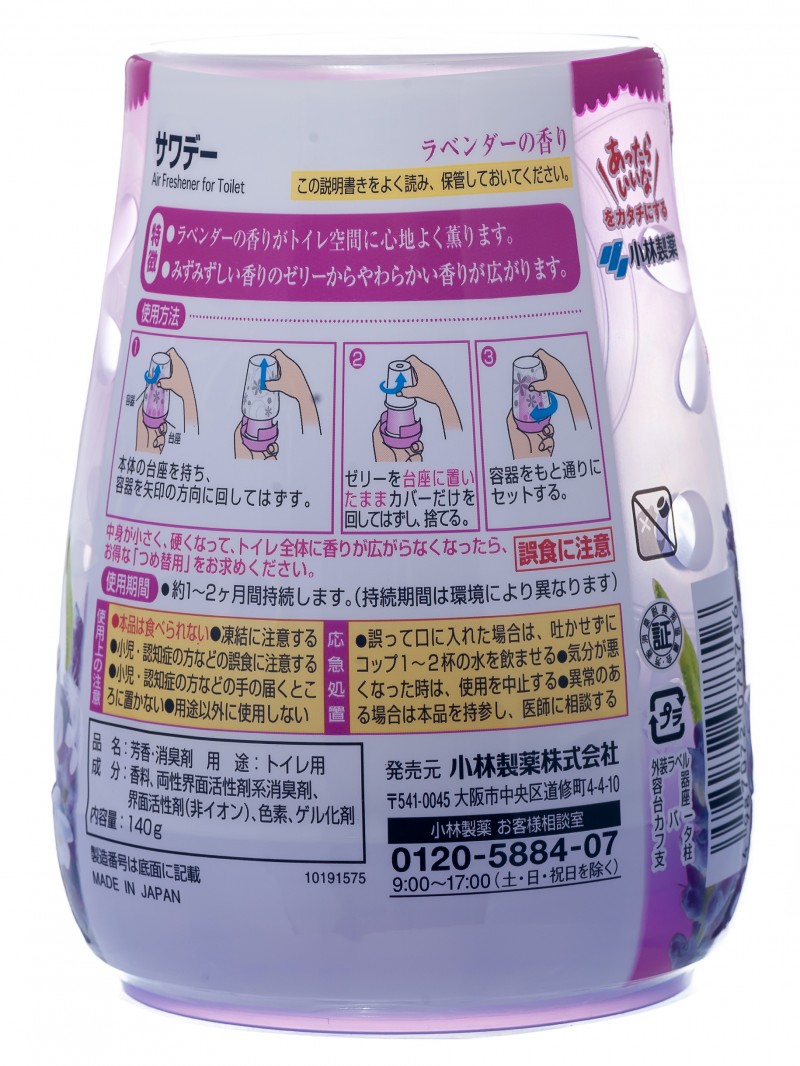 サワデー
Air Freshener for Toilet
ラベンダーの香り
この説明書きをよく読み、保管しておいてください。
特徴
●ラベンダーの香りがトイレ空間に心地よく薫ります。
●みずみずしい香りのゼリーからやわらかい香りが広がります。
使用方法
1
容器
台座
本体の台座を持ち、
容器を矢印の方向に回してはずす。
2
ゼリーを台座に置い
たままカバーだけを
回してはずし、捨てる。
3
容器をもと通りに
セットする。
中身が小さく、硬くなって、トイレ全体に香りが広がらなくなったら、
お得な「つめ替用」をお求めください。
誤食に注意
使用期間
●約1〜2ヶ月間持続します。(持続期間は環境により異なります)
使用上の注意
●本品は食べられない●凍結に注意する
●小児・認知症の方などの誤食に注意する
●小児・認知症の方などの手の届くとこ
ろに置かない●用途以外に使用しない
応急処置
●誤って口に入れた場合は、吐かせずに
コップ1〜2杯の水を飲ませる●気分が悪
くなった時は、使用を中止する●異常のあ
る場合は本品を持参し、医師に相談する
品 名:芳香・消臭剤 用 途:トイレ用
成 分:香料、両性界面活性剤系消臭剤、
界面活性剤(非イオン)、色素、ゲル化剤
内容量:140g
製造番号は底面に記載
MADE IN JAPAN
10191575
発売元 小林製薬株式会社
〒541-0045 大阪市中央区道修町4-4-10
小林製薬 お客様相談室
0120-5884-07
9:00〜17:00(土・日・祝日を除く)
あったら
いいな
をカタチにする
小林製薬
証
プラ
外装ラベル
容器
台座
カバー
フタ
支柱